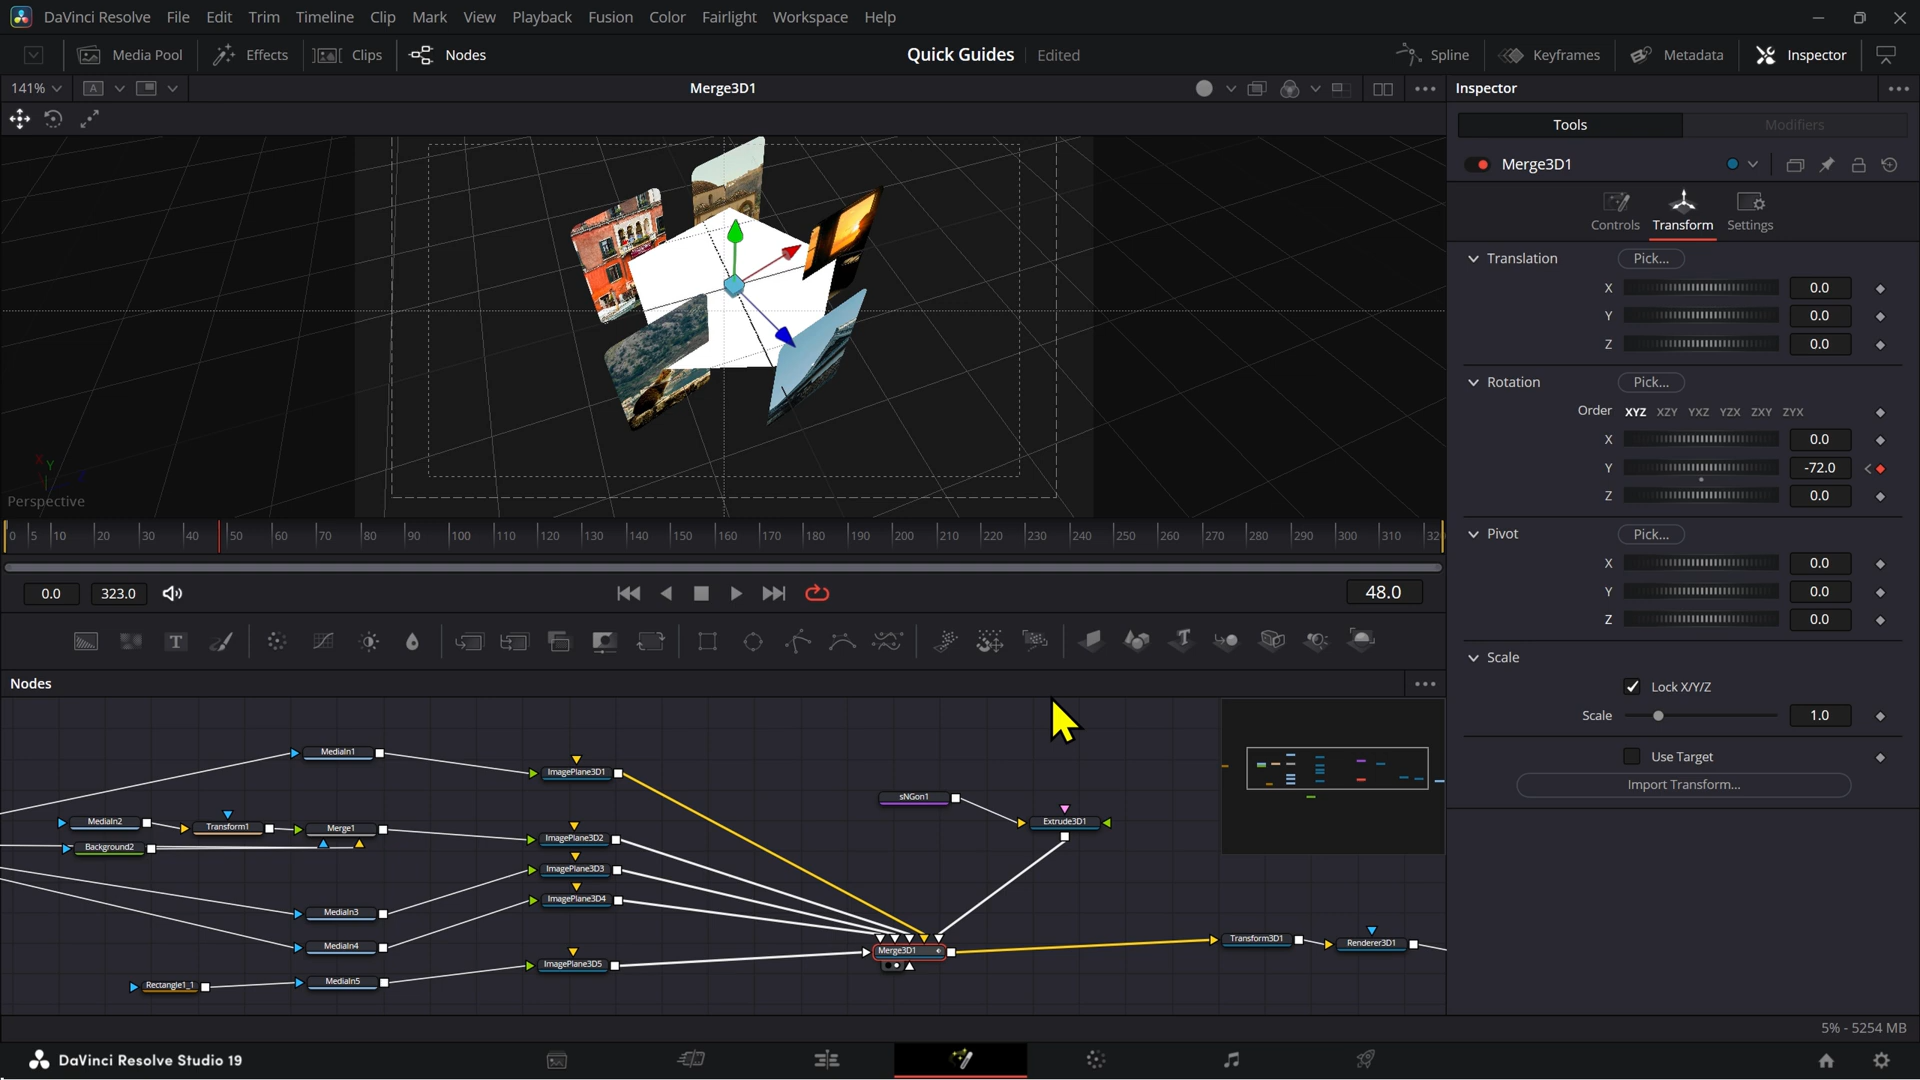 DaVinci Resolve File Edit Trim Timeline Clip Mark View Playback Fusion Color Fairlight Workspace Help
Media Pool Effects Clips Nodes Quick Guides Edited Spline Keyframes Metadata Inspector
141% A Merge3D1 Inspector
Tools Modifiers
Merge3D1
Controls Transform Settings
Translation Pick...
X 0.0
Y 0.0
Z 0.0
Rotation Pick...
Order XYZ XZY YXZ YZX ZXY ZYX
X 0.0
Y -72.0
Z 0.0
Pivot Pick...
X 0.0
Y 0.0
Z 0.0
Scale
Lock X/Y/Z
Scale 1.0
Use Target
Import Transform...
X Y
Perspective
0 5 10 20 30 40 50 60 70 80 90 100 110 120 130 140 150 160 170 180 190 200 210 220 230 240 250 260 270 280 290 300 310 32
0.0 323.0 48.0
T T
Nodes
MediaIn1
ImagePlane3D1
sNGon1
MediaIn2 Transform1 Merge1 Extrude3D1
Background2 ImagePlane3D2
ImagePlane3D3
ImagePlane3D4
MediaIn3
MediaIn4 Merge3D1 Transform3D1 Renderer3D1
ImagePlane3D5
Rectangle1_1 MediaIn5
5% - 5254 MB
DaVinci Resolve Studio 19